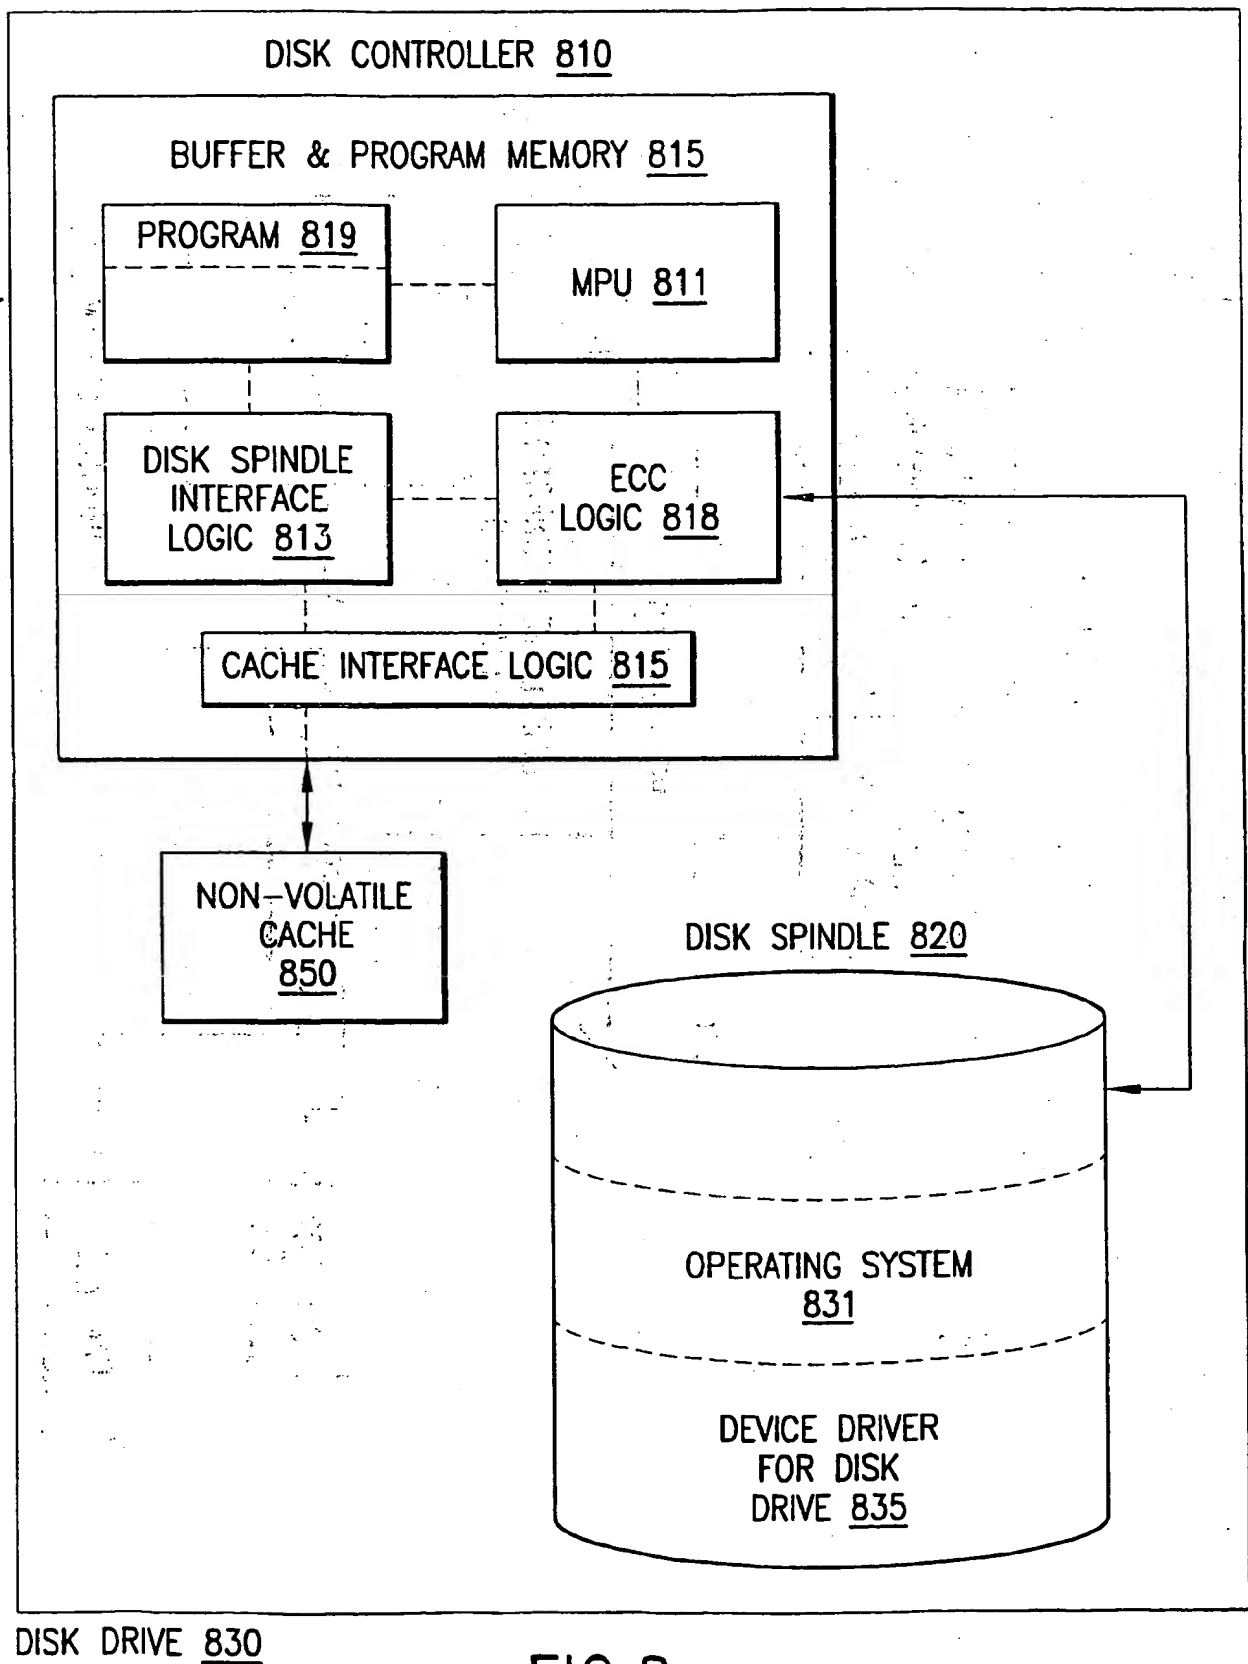 DISK CONTROLLER 810
BUFFER & PROGRAM MEMORY 815
PROGRAM 819
MPU 811
DISK SPINDLE
INTERFACE
LOGIC 813
ECC
LOGIC 818
CACHE INTERFACE LOGIC 815
NON-VOLATILE
CACHE
850
DISK SPINDLE 820
OPERATING SYSTEM
831
DEVICE DRIVER
FOR DISK
DRIVE 835
DISK DRIVE 830